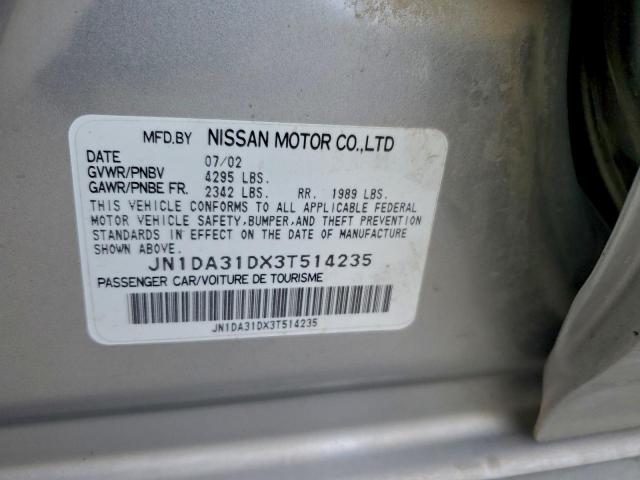 MFD.BY NISSAN MOTOR CO.,LTD
DATE 07/02
GVWR/PNBV 4295 LBS.
GAWR/PNBE FR. 2342 LBS. RR. 1989 LBS.
THIS VEHICLE CONFORMS TO ALL APPLICABLE FEDERAL
MOTOR VEHICLE SAFETY, BUMPER, AND THEFT PREVENTION
STANDARDS IN EFFECT ON THE DATE OF MANUFACTURE
SHOWN ABOVE.
JN1DA31DX3T514235
PASSENGER CAR/VOITURE DE TOURISME
JN1DA31DX3T514235